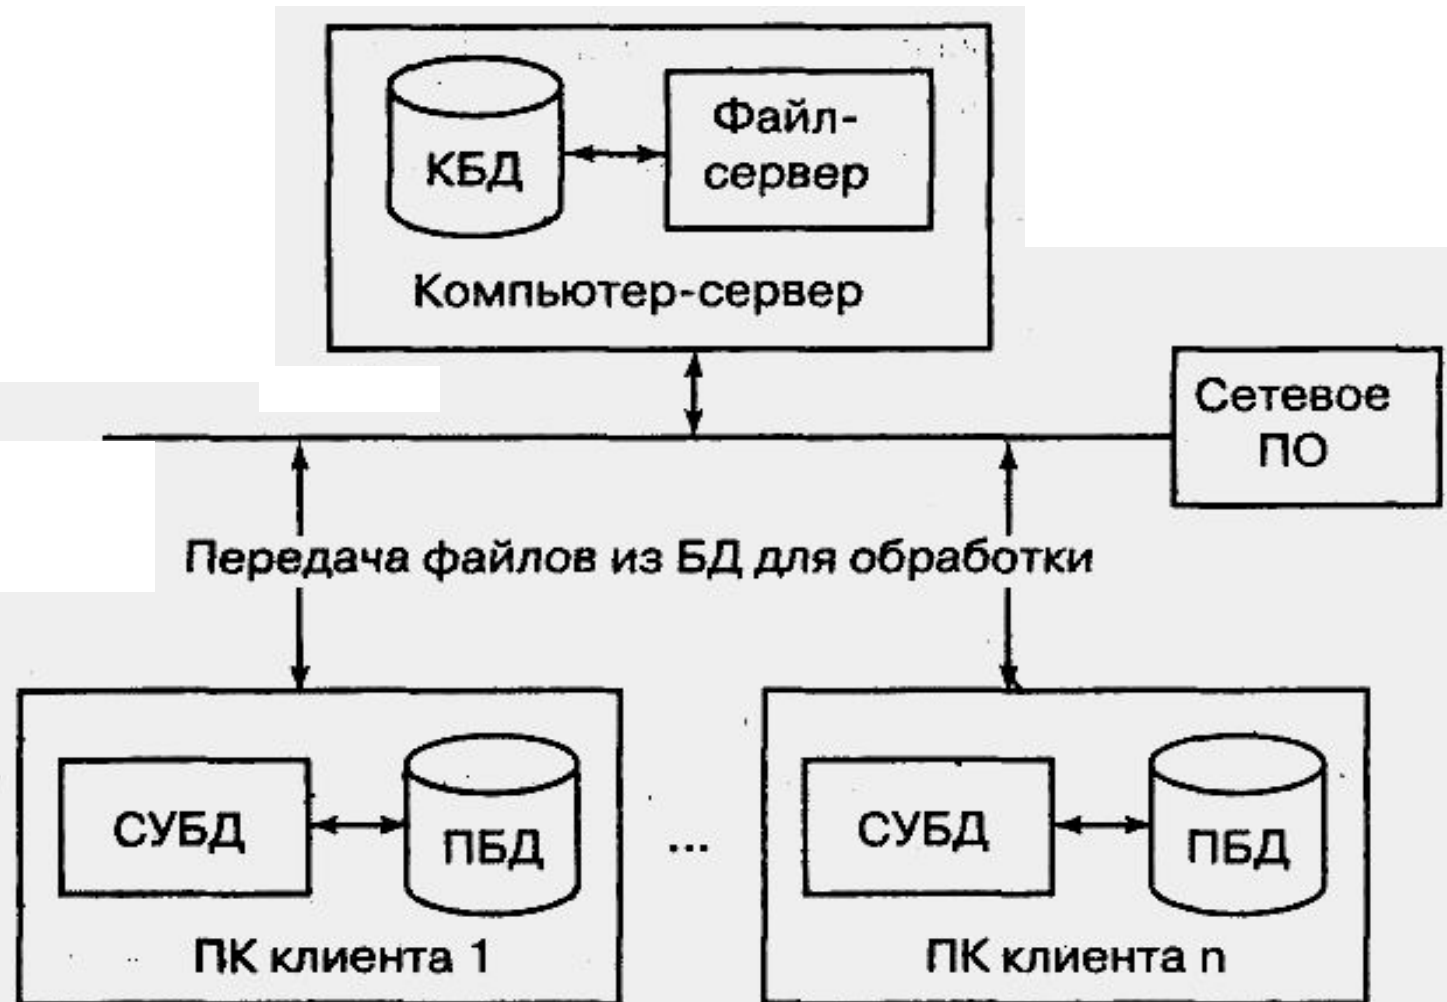 КБД
Файл-
сервер
Компьютер-сервер
Сетевое
ПО
Передача файлов из БД для обработки
СУБД
ПБД
...
СУБД
ПБД
ПК клиента 1
ПК клиента n